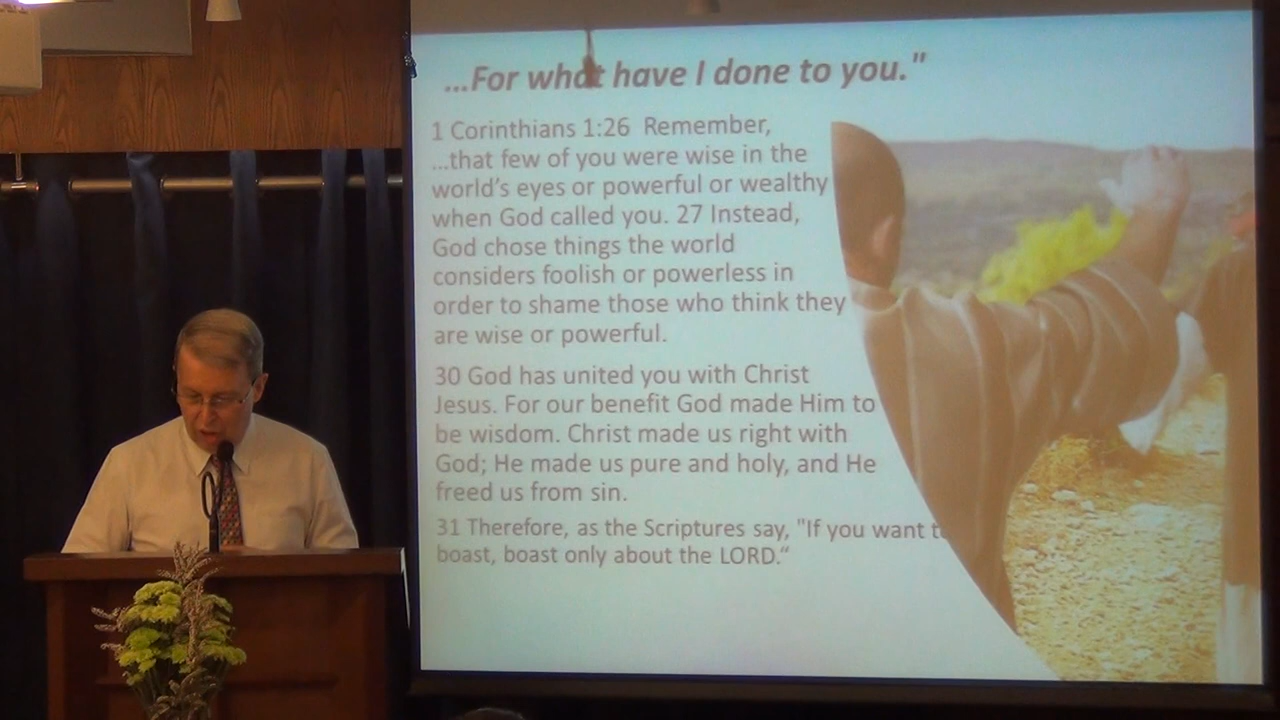 ...For what have I done to you."
1 Corinthians 1:26 Remember,
...that few of you were wise in the
world's eyes or powerful or wealthy
when God called you. 27 Instead,
God chose things the world
considers foolish or powerless in
order to shame those who think they
are wise or powerful.
30 God has united you with Christ
Jesus. For our benefit God made Him to
be wisdom. Christ made us right with
God; He made us pure and holy, and He
freed us from sin.
31 Therefore, as the Scriptures say, "If you want to
boast, boast only about the LORD."